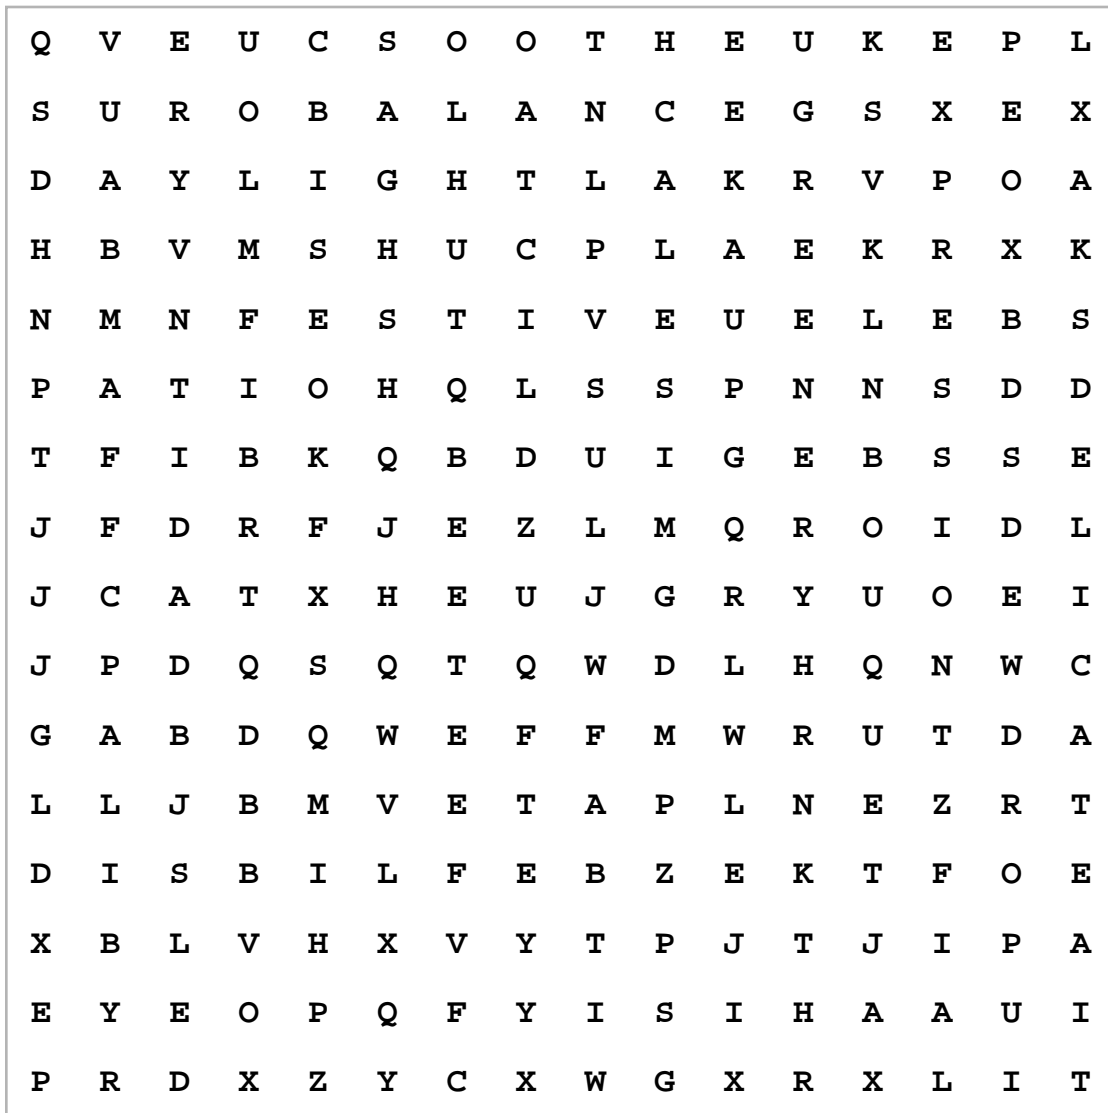 Q V E U C S O O T H E U K E P L
S U R O B A L A N C E G S X E X
D A Y L I G H T L A K R V P O A
H B V M S H U C P L A E K R X K
N M N F E S T I V E U E L E B S
P A T I O H Q L S S P N N S D D
T F I B K Q B D U I G E B S S E
J F D R F J E Z L M Q R O I D L
J C A T X H E U J G R Y U O E I
J P D Q S Q T Q W D L H Q N W C
G A B D Q W E F F M W R U T D A
L L J B M V E T A P L N E Z R T
D I S B I L F E B Z E K T F O E
X B L V H X V Y T P J T J I P A
E Y E O P Q F Y I S I H A A U I
P R D X Z Y C X W G X R X L I T